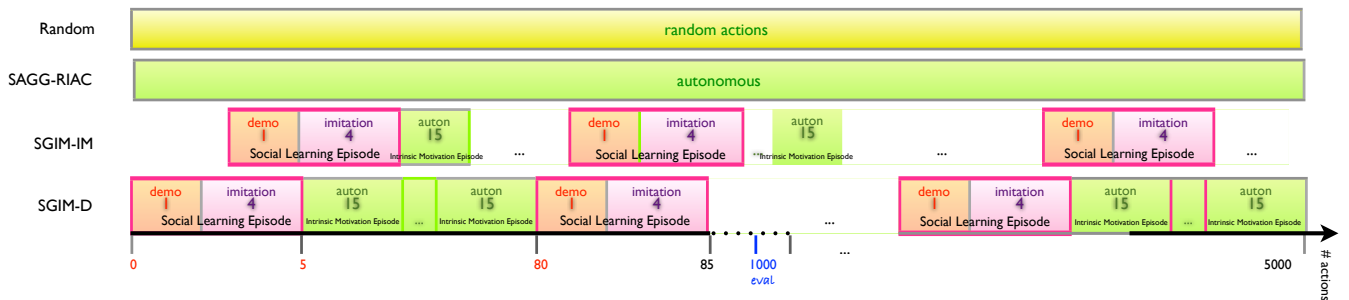 Random
random actions
SAGG-RIAC
autonomous
SGIM-IM
demo imitation auton demo imitation auton demo imitation
1 4 15 1 4 15 1 4
Social Learning Episode Intrinsic Motivation Episode ... Social Learning Episode ... Intrinsic Motivation Episode ... Social Learning Episode ...
SGIM-D
demo imitation auton auton demo imitation demo imitation auton auton
1 4 15 15 1 4 1 4 15 15
Social Learning Episode Intrinsic Motivation Episode ... Intrinsic Motivation Episode Social Learning Episode ... Social Learning Episode Intrinsic Motivation Episode ... Intrinsic Motivation Episode
0 5 80 85 1000 ... 5000
eval
# actions